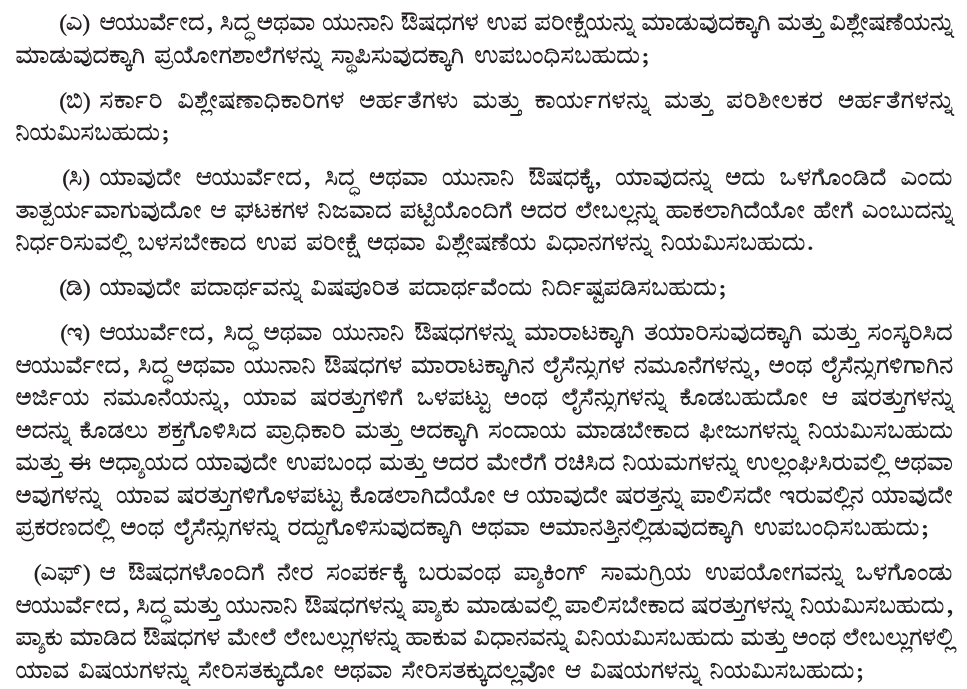 (ಎ) ಆಯುರ್ವೇದ, ಸಿದ್ಧ ಅಥವಾ ಯುನಾನಿ ಔಷಧಗಳ ಉಪ ಪರೀಕ್ಷೆಯನ್ನು ಮಾಡುವುದಕ್ಕಾಗಿ ಮತ್ತು ವಿಶ್ಲೇಷಣೆಯನ್ನು
ಮಾಡುವುದಕ್ಕಾಗಿ ಪ್ರಯೋಗಶಾಲೆಗಳನ್ನು ಸ್ಥಾಪಿಸುವುದಕ್ಕಾಗಿ ಉಪಬಂಧಿಸಬಹುದು;
(ಬಿ) ಸರ್ಕಾರಿ ವಿಶ್ಲೇಷಣಾಧಿಕಾರಿಗಳ ಅರ್ಹತೆಗಳು ಮತ್ತು ಕಾರ್ಯಗಳನ್ನು ಮತ್ತು ಪರಿಶೀಲಕರ ಅರ್ಹತೆಗಳನ್ನು
ನಿಯಮಿಸಬಹುದು;
(ಸಿ) ಯಾವುದೇ ಆಯುರ್ವೇದ, ಸಿದ್ಧ ಅಥವಾ ಯುನಾನಿ ಔಷಧಕ್ಕೆ, ಯಾವುದನ್ನು ಅದು ಒಳಗೊಂಡಿದೆ ಎಂದು
ತಾತ್ಪರ್ಯವಾಗುವುದೋ ಆ ಘಟಕಗಳ ನಿಜವಾದ ಪಟ್ಟಿಯೊಂದಿಗೆ ಅದರ ಲೇಬಲ್ಲನ್ನು ಹಾಕಲಾಗಿದೆಯೋ ಹೇಗೆ ಎಂಬುದನ್ನು
ನಿರ್ಧರಿಸುವಲ್ಲಿ ಬಳಸಬೇಕಾದ ಉಪ ಪರೀಕ್ಷೆ ಅಥವಾ ವಿಶ್ಲೇಷಣೆಯ ವಿಧಾನಗಳನ್ನು ನಿಯಮಿಸಬಹುದು.
(ಡಿ) ಯಾವುದೇ ಪದಾರ್ಥವನ್ನು ವಿಷಪೂರಿತ ಪದಾರ್ಥವೆಂದು ನಿರ್ದಿಷ್ಟಪಡಿಸಬಹುದು;
(ಇ) ಆಯುರ್ವೇದ, ಸಿದ್ಧ ಅಥವಾ ಯುನಾನಿ ಔಷಧಗಳನ್ನು ಮಾರಾಟಕ್ಕಾಗಿ ತಯಾರಿಸುವುದಕ್ಕಾಗಿ ಮತ್ತು ಸಂಸ್ಕರಿಸಿದ
ಆಯುರ್ವೇದ, ಸಿದ್ಧ ಅಥವಾ ಯುನಾನಿ ಔಷಧಗಳ ಮಾರಾಟಕ್ಕಾಗಿನ ಲೈಸೆನ್ಸುಗಳ ನಮೂನೆಗಳನ್ನು, ಅಂಥ ಲೈಸೆನ್ಸುಗಳಿಗಾಗಿನ
ಅರ್ಜಿಯ ನಮೂನೆಯನ್ನು, ಯಾವ ಷರತ್ತುಗಳಿಗೆ ಒಳಪಟ್ಟು ಅಂಥ ಲೈಸೆನ್ಸುಗಳನ್ನು ಕೊಡಬಹುದೋ ಆ ಷರತ್ತುಗಳನ್ನು
ಅದನ್ನು ಕೊಡಲು ಶಕ್ತಗೊಳಿಸಿದ ಪ್ರಾಧಿಕಾರಿ ಮತ್ತು ಅದಕ್ಕಾಗಿ ಸಂದಾಯ ಮಾಡಬೇಕಾದ ಫೀಜುಗಳನ್ನು ನಿಯಮಿಸಬಹುದು
ಮತ್ತು ಈ ಅಧ್ಯಾಯದ ಯಾವುದೇ ಉಪಬಂಧ ಮತ್ತು ಅದರ ಮೇರೆಗೆ ರಚಿಸಿದ ನಿಯಮಗಳನ್ನು ಉಲ್ಲಂಘಿಸಿರುವಲ್ಲಿ ಅಥವಾ
ಅವುಗಳನ್ನು ಯಾವ ಷರತ್ತುಗಳಿಗೊಳಪಟ್ಟು ಕೊಡಲಾಗಿದೆಯೋ ಆ ಯಾವುದೇ ಷರತ್ತನ್ನು ಪಾಲಿಸದೇ ಇರುವಲ್ಲಿನ ಯಾವುದೇ
ಪ್ರಕರಣದಲ್ಲಿ ಅಂಥ ಲೈಸೆನ್ಸುಗಳನ್ನು ರದ್ದುಗೊಳಿಸುವುದಕ್ಕಾಗಿ ಅಥವಾ ಅಮಾನತ್ತಿನಲ್ಲಿಡುವುದಕ್ಕಾಗಿ ಉಪಬಂಧಿಸಬಹುದು;
(ಎಫ್) ಆ ಔಷಧಗಳೊಂದಿಗೆ ನೇರ ಸಂಪರ್ಕಕ್ಕೆ ಬರುವಂಥ ಪ್ಯಾಕಿಂಗ್ ಸಾಮಗ್ರಿಯ ಉಪಯೋಗವನ್ನು ಒಳಗೊಂಡು
ಆಯುರ್ವೇದ, ಸಿದ್ಧ ಮತ್ತು ಯುನಾನಿ ಔಷಧಗಳನ್ನು ಪ್ಯಾಕು ಮಾಡುವಲ್ಲಿ ಪಾಲಿಸಬೇಕಾದ ಷರತ್ತುಗಳನ್ನು ನಿಯಮಿಸಬಹುದು,
ಪ್ಯಾಕು ಮಾಡಿದ ಔಷಧಗಳ ಮೇಲೆ ಲೇಬಲ್ಲುಗಳನ್ನು ಹಾಕುವ ವಿಧಾನವನ್ನು ವಿನಿಯಮಿಸಬಹುದು ಮತ್ತು ಅಂಥ ಲೇಬಲ್ಲುಗಳಲ್ಲಿ
ಯಾವ ವಿಷಯಗಳನ್ನು ಸೇರಿಸತಕ್ಕುದೋ ಅಥವಾ ಸೇರಿಸತಕ್ಕುದಲ್ಲವೋ ಆ ವಿಷಯಗಳನ್ನು ನಿಯಮಿಸಬಹುದು;